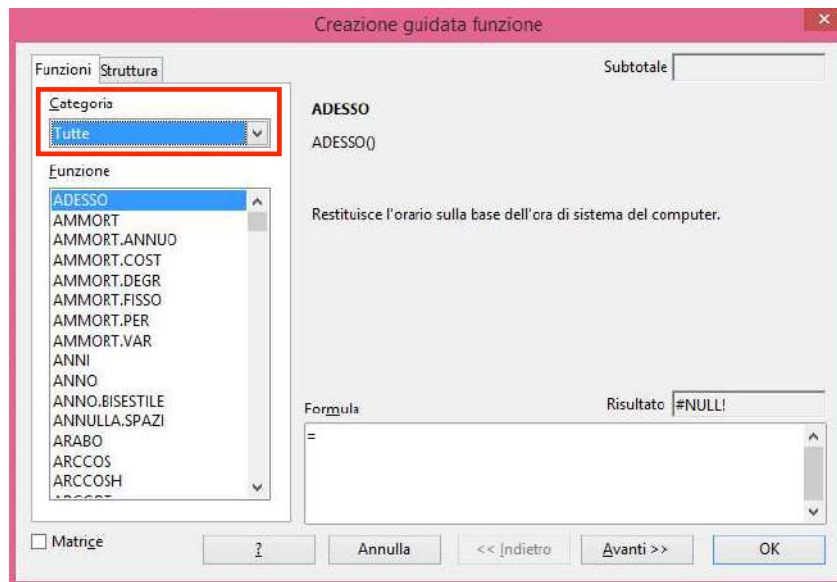 Creazione guidata funzione
Funzioni Struttura
Subtotale
Categoria
Tutte
ADESSO
ADESSO()
Funzione
ADESSO
AMMORT
AMMORT.ANNUO
AMMORT.COST
AMMORT.DEGR
AMMORT.FISSO
AMMORT.PER
AMMORT.VAR
ANNI
ANNO
ANNO.BISESTILE
ANNULLA.SPAZI
ARABO
ARCCOS
ARCCOSH
Restituisce l'orario sulla base dell'ora di sistema del computer.
Formula
Risultato #NULL!
=
Matrice
?
Annulla
<< Indietro
Avanti >>
OK